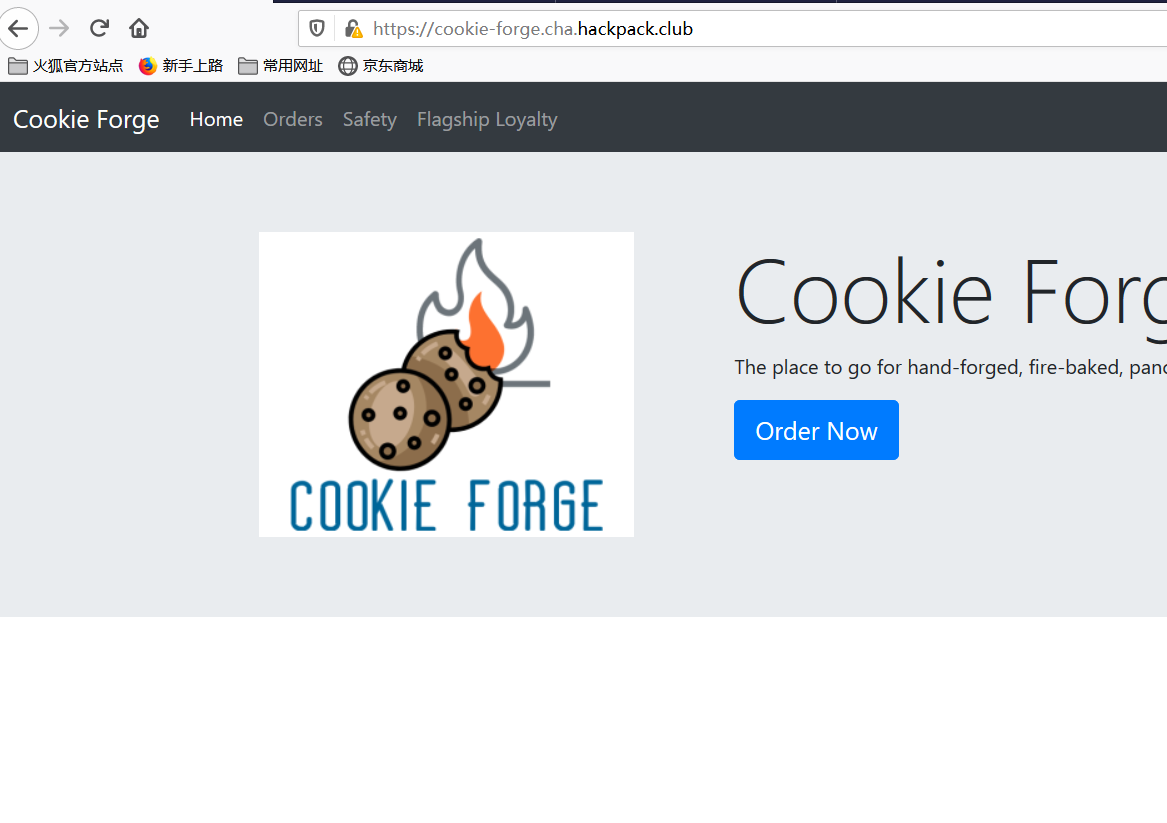 https://cookie-forge.cha.hackpack.club
火狐官方站点 新手上路 常用网址 京东商城
Cookie Forge Home Orders Safety Flagship Loyalty
Cookie Forg
The place to go for hand-forged, fire-baked, panc
Order Now
COOKIE FORGE